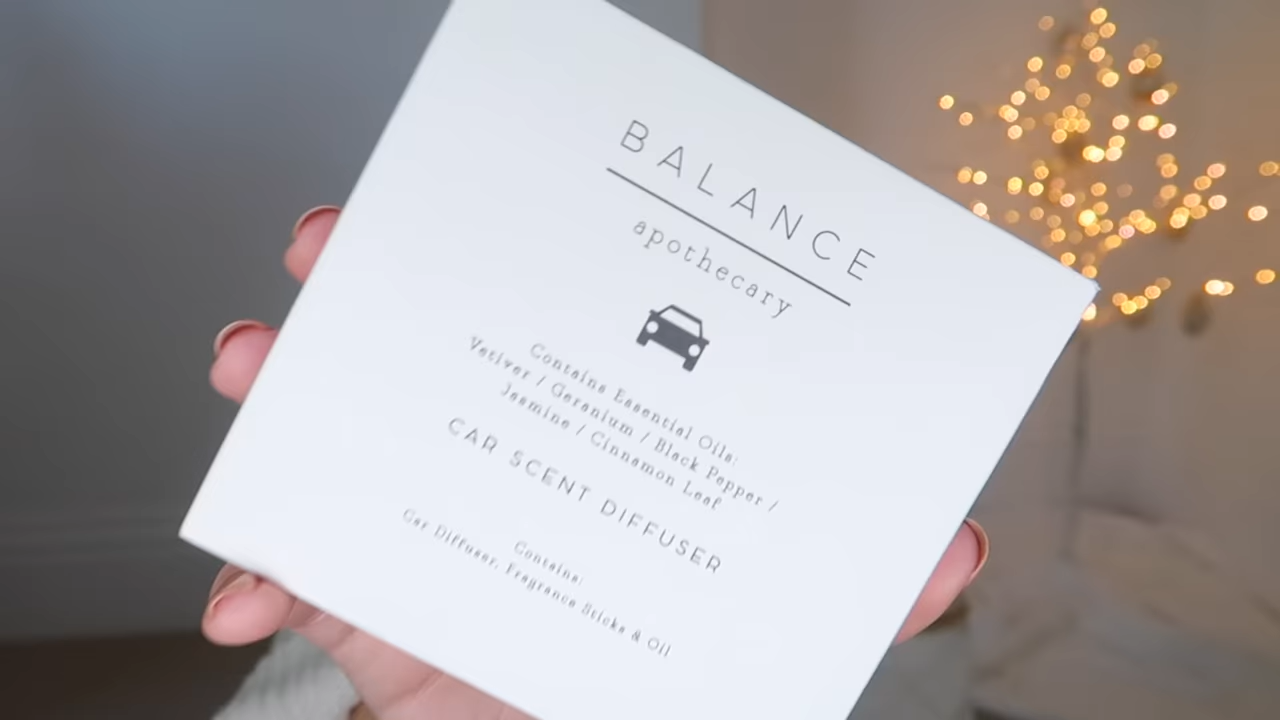 BALANCE
apothecary
Contains Essential Oils:
Vetiver / Geranium / Black Pepper /
Jasmine / Cinnamon Leaf
CAR SCENT DIFFUSER
Contains:
Car Diffuser, Fragrance Sticks & Oil